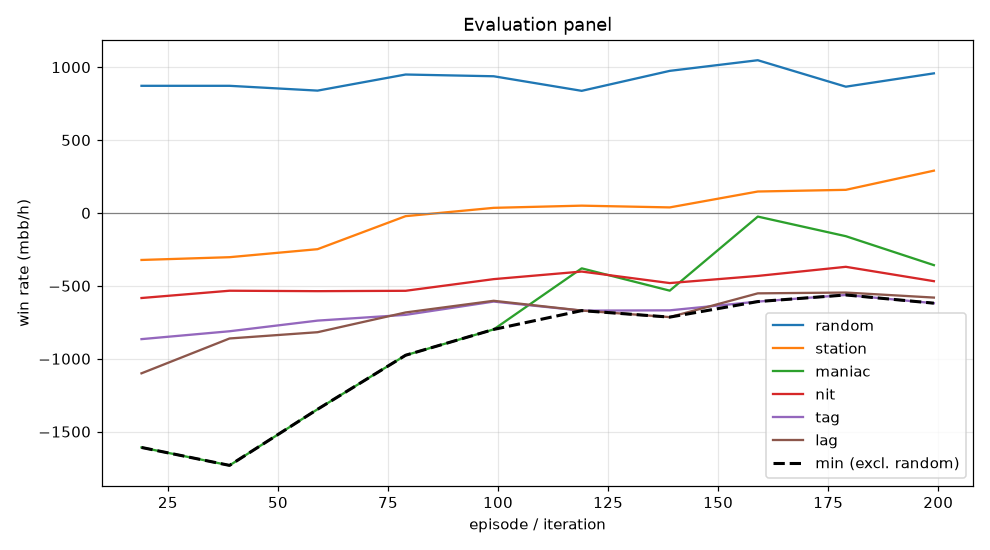 Evaluation panel
win rate (mbb/h)
1000
500
0
−500
−1000
−1500
random
station
maniac
nit
tag
lag
min (excl. random)
25 50 75 100 125 150 175 200
episode / iteration